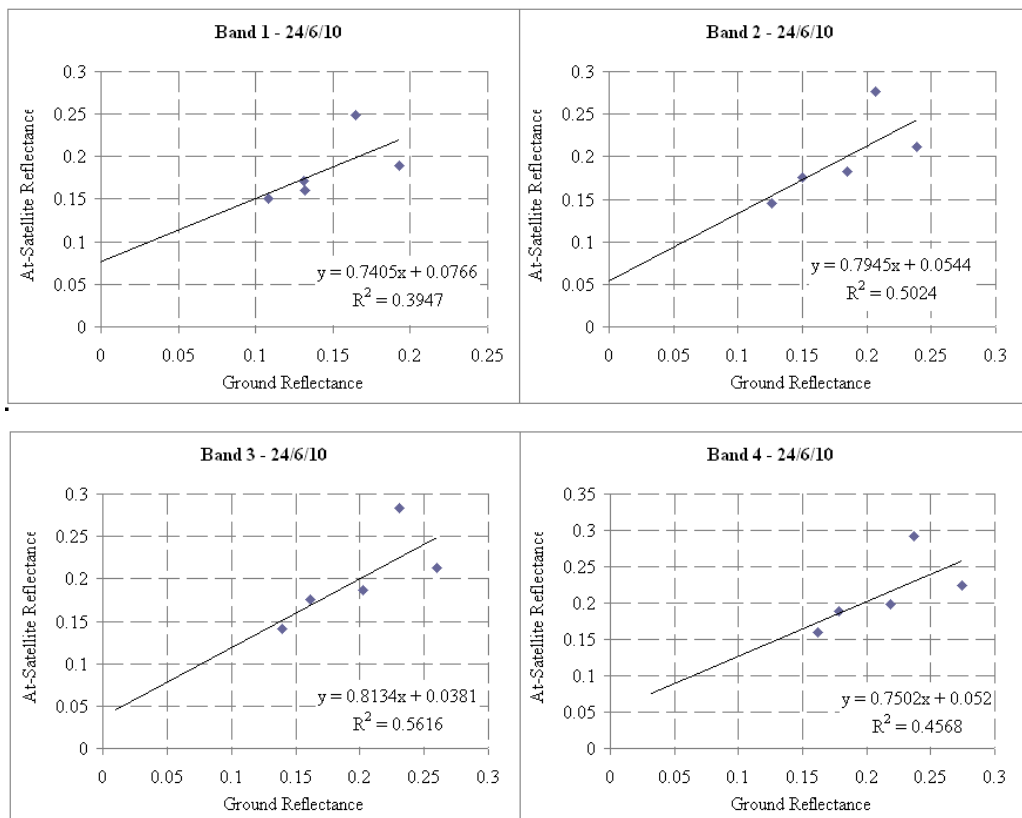 Band 1 - 24/6/10
At-Satellite Reflectance
0.3
0.25
0.2
0.15
0.1
0.05
0
y = 0.7405x + 0.0766
R² = 0.3947
0 0.05 0.1 0.15 0.2 0.25
Ground Reflectance
Band 2 - 24/6/10
At-Satellite Reflectance
0.3
0.25
0.2
0.15
0.1
0.05
0
y = 0.7945x + 0.0544
R² = 0.5024
0 0.05 0.1 0.15 0.2 0.25 0.3
Ground Reflectance
Band 3 - 24/6/10
At-Satellite Reflectance
0.3
0.25
0.2
0.15
0.1
0.05
0
y = 0.8134x + 0.0381
R² = 0.5616
0 0.05 0.1 0.15 0.2 0.25 0.3
Ground Reflectance
Band 4 - 24/6/10
At-Satellite Reflectance
0.35
0.3
0.25
0.2
0.15
0.1
0.05
0
y = 0.7502x + 0.052
R² = 0.4568
0 0.05 0.1 0.15 0.2 0.25 0.3
Ground Reflectance